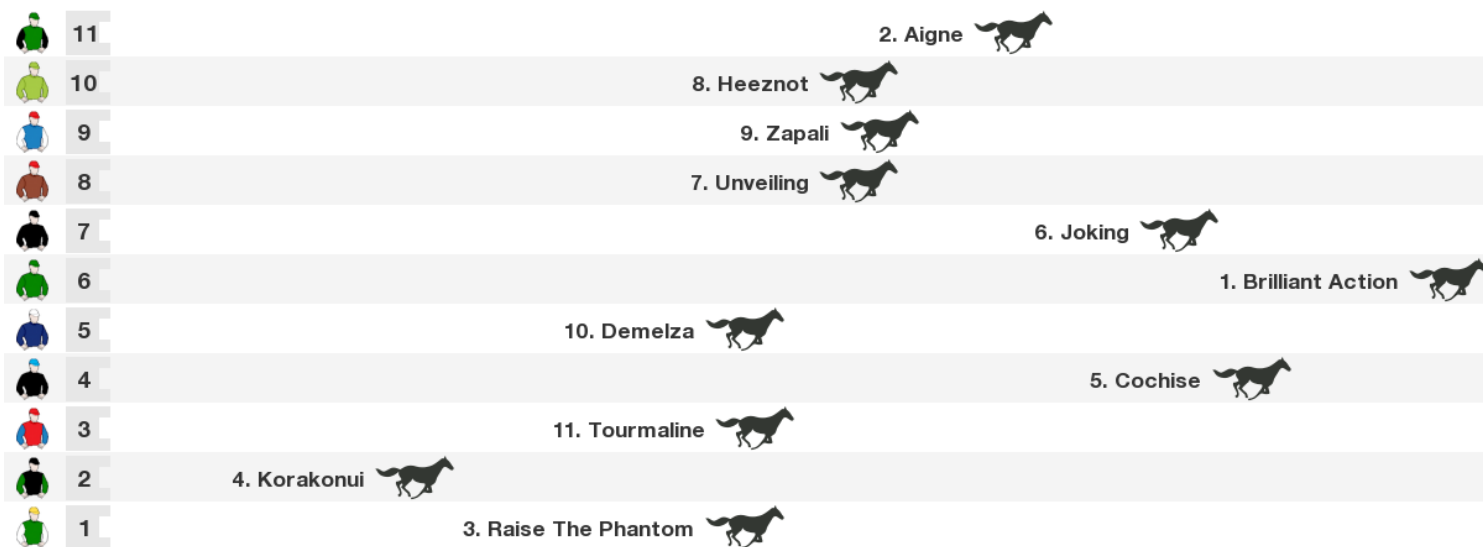 11 2. Aigne
10 8. Heeznot
9 9. Zapali
8 7. Unveiling
7 6. Joking
6 1. Brilliant Action
5 10. Demelza
4 5. Cochise
3 11. Tourmaline
2 4. Korakonui
1 3. Raise The Phantom